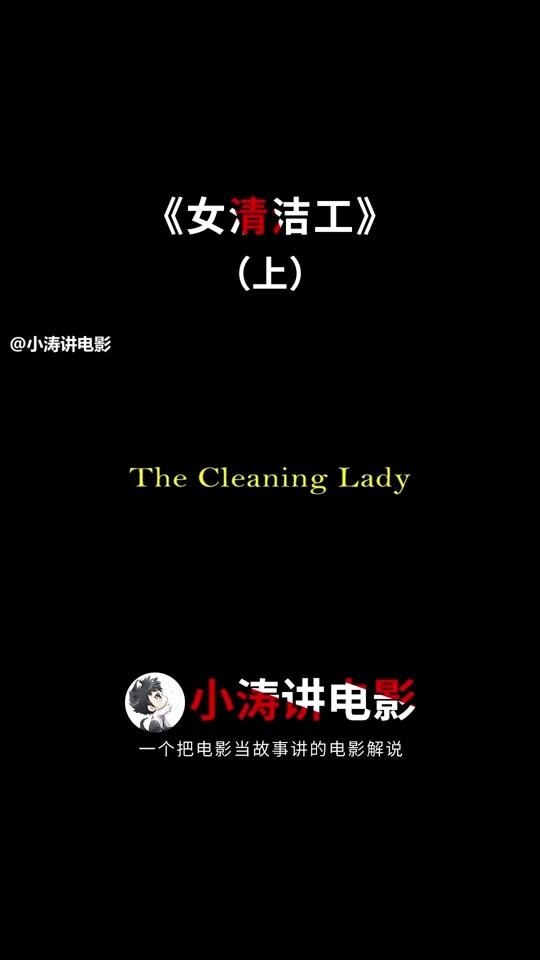 《女清洁工》
（上）
@小涛讲电影
The Cleaning Lady
小涛讲电影
一个把电影当故事讲的电影解说